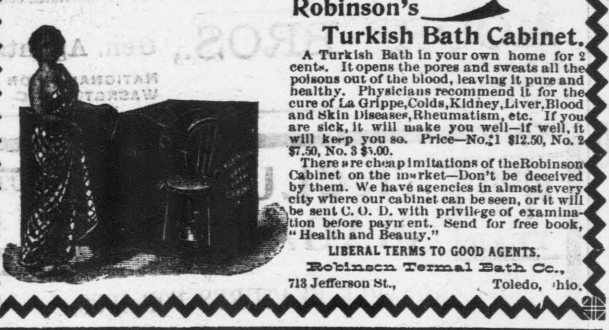 Robinson's
Turkish Bath Cabinet.
A Turkish Bath in your own home for 2
cents. It opens the pores and sweats all the
poisons out of the blood, leaving it pure and
healthy. Physicians recommend it for the
cure of La Grippe, Colds, Kidney, Liver, Blood
and Skin Diseases, Rheumatism, etc. If you
are sick, it will make you well—if well, it
will keep you so. Price—No. 1 $12.50, No. 2
$7.50, No. 3 $5.00.
There are cheap imitations of the Robinson
Cabinet on the market—Don't be deceived
by them. We have agencies in almost every
city where our cabinet can be seen, or it will
be sent C. O. D. with privilege of examina-
tion before payment. Send for free book,
"Health and Beauty."
LIBERAL TERMS TO GOOD AGENTS.
Robinson Termal Bath Co.,
713 Jefferson St., Toledo, Ohio.